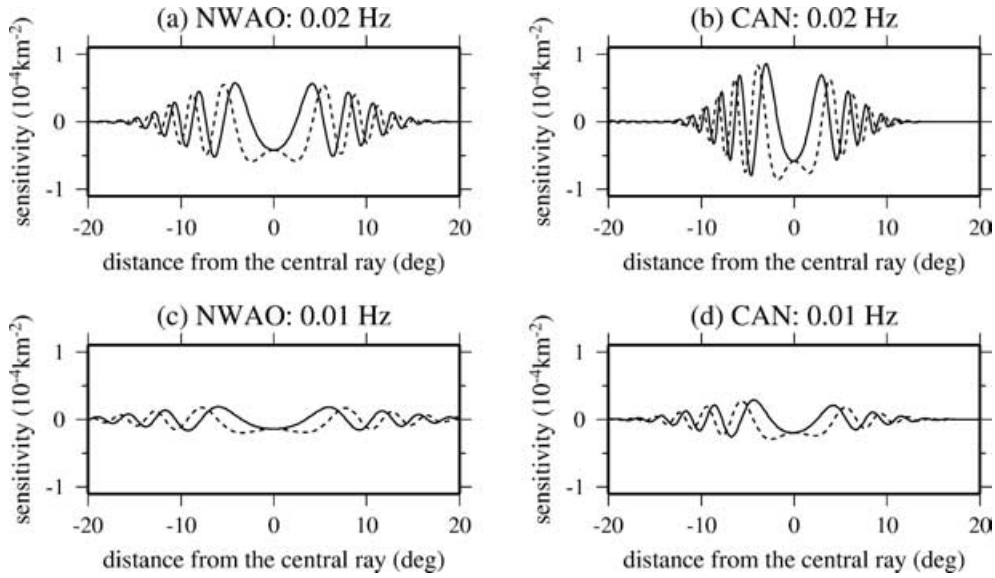 (a) NWAO: 0.02 Hz
(b) CAN: 0.02 Hz
sensitivity (10⁻⁴km⁻²)
1
0
-1
-20 -10 0 10 20
distance from the central ray (deg)
sensitivity (10⁻⁴km⁻²)
1
0
-1
-20 -10 0 10 20
distance from the central ray (deg)
(c) NWAO: 0.01 Hz
(d) CAN: 0.01 Hz
sensitivity (10⁻⁴km⁻²)
1
0
-1
-20 -10 0 10 20
distance from the central ray (deg)
sensitivity (10⁻⁴km⁻²)
1
0
-1
-20 -10 0 10 20
distance from the central ray (deg)